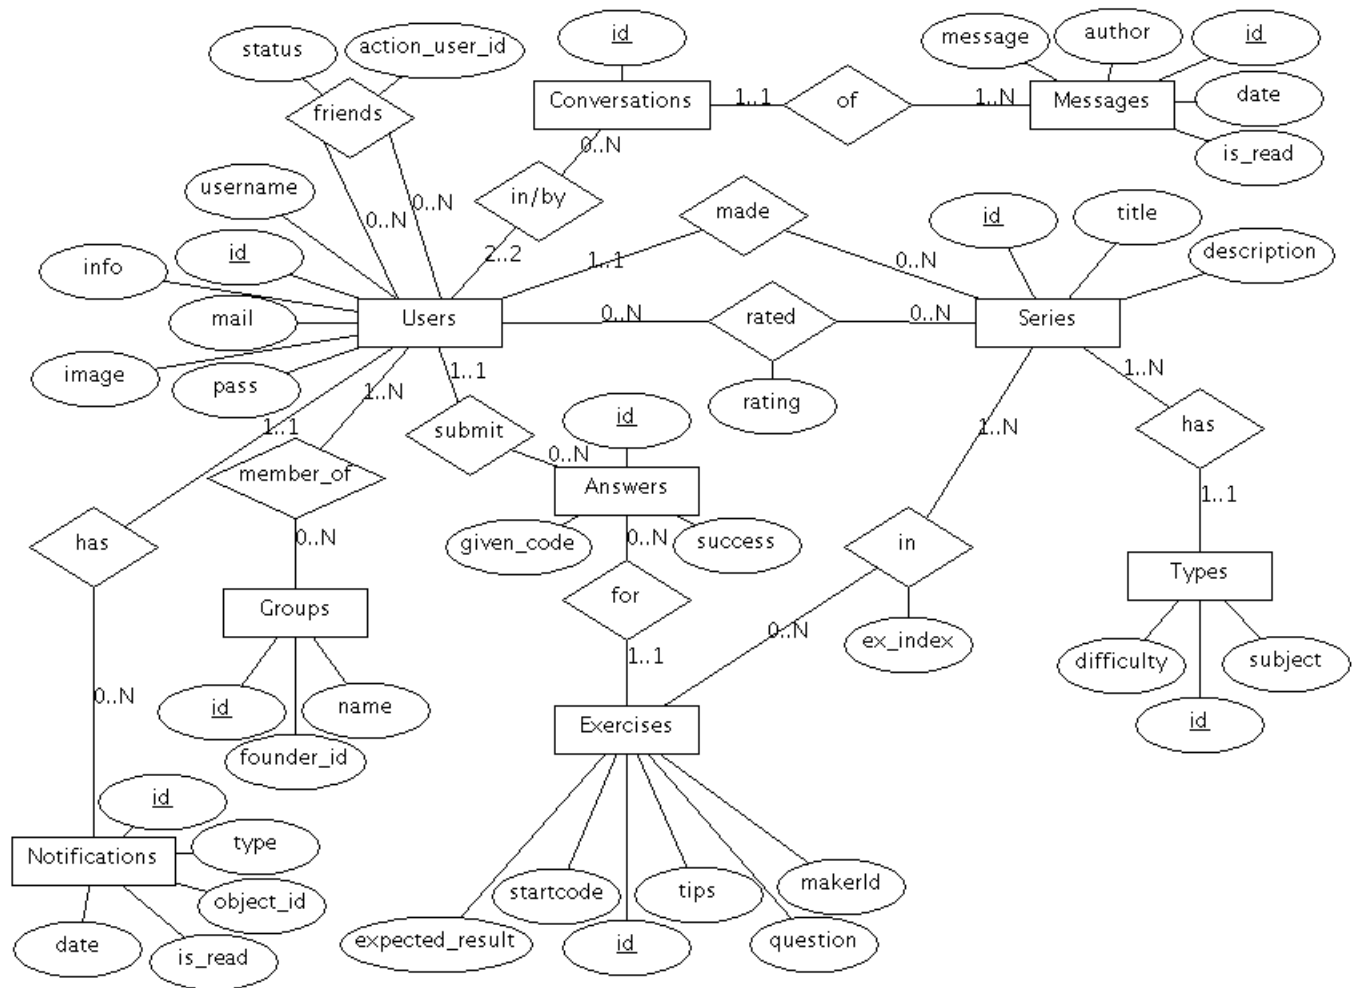 status
action_user_id
id
message
author
id
friends
Conversations
1..1
of
1..N
Messages
date
0..N
is_read
username
in/by
0..N
0..N
made
id
title
info
id
2..2
1..1
0..N
description
mail
Users
0..N
rated
0..N
Series
image
pass
1..1
1..N
1..N
rating
id
has
1..1
submit
1..N
member_of
0..N
Answers
1..1
has
0..N
given_code
0..N
success
in
Types
Groups
for
0..N
ex_index
1..1
difficulty
subject
0..N
id
name
id
Exercises
founder_id
id
type
Notifications
startcode
tips
makerId
object_id
date
is_read
expected_result
id
question